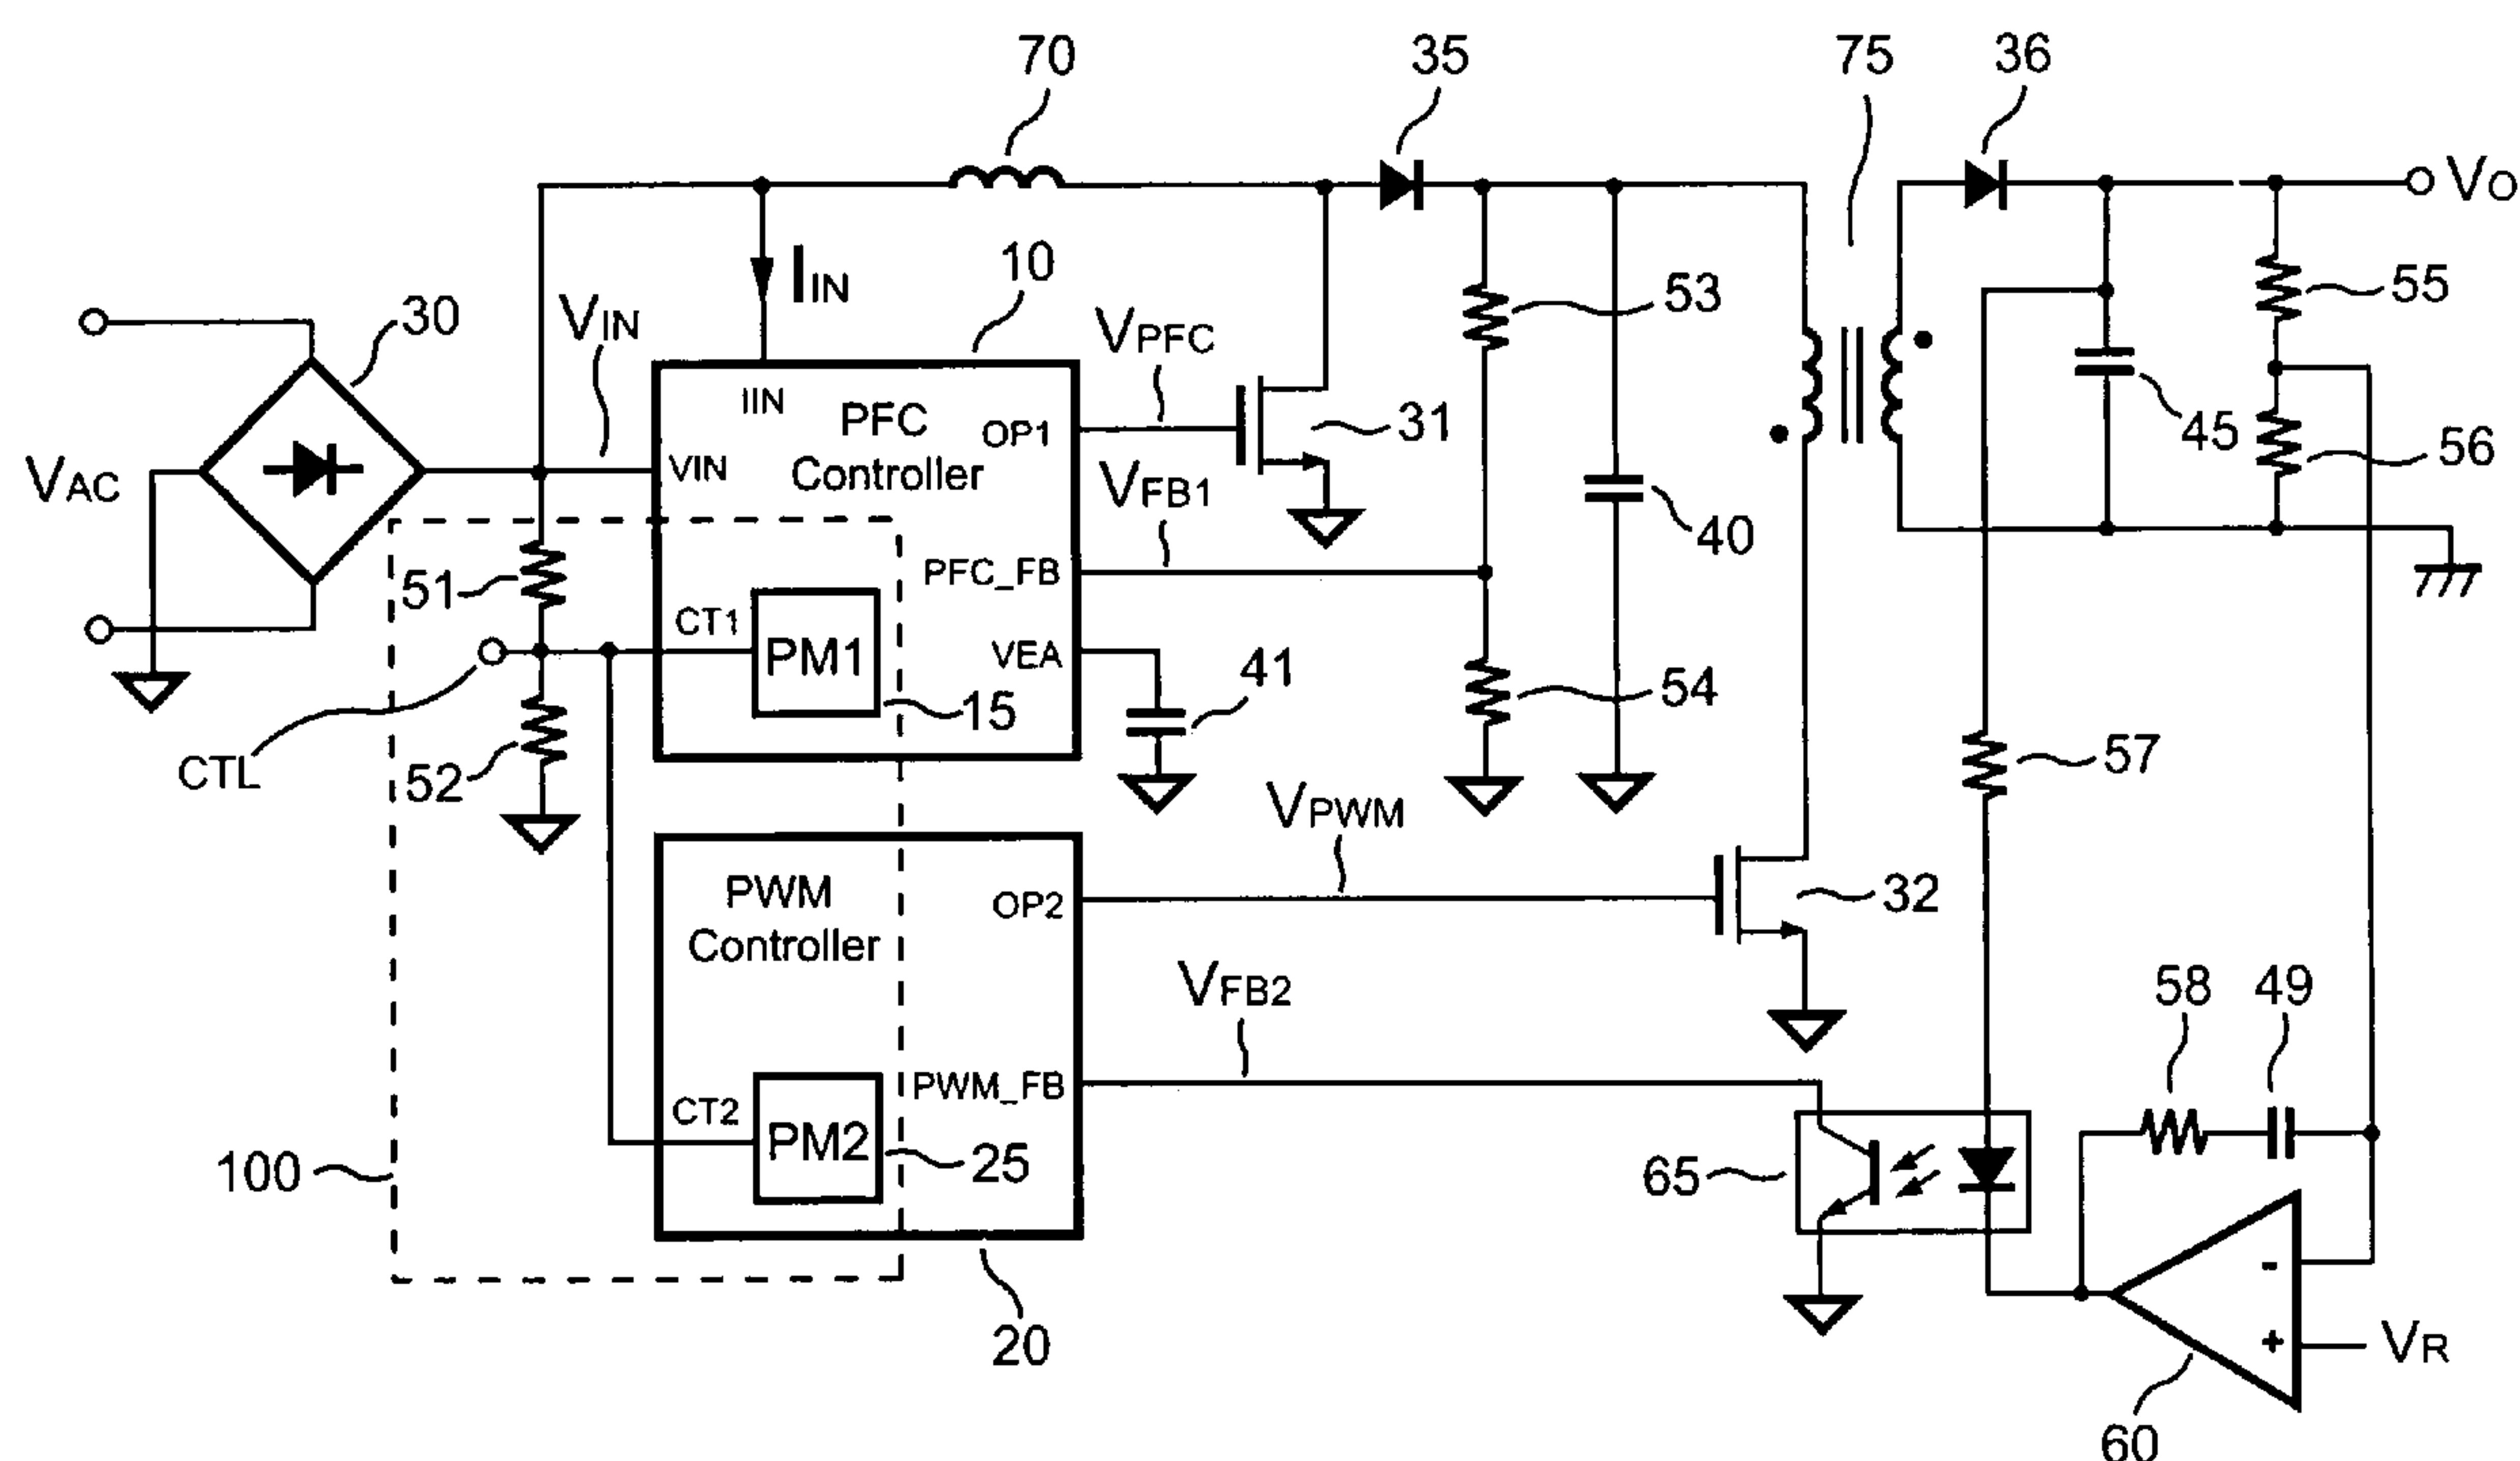 70
35
75
36
VO
10
IIN
53
55
30
VIN
VPFC
IIN
PFC
Controller
OP1
31
45
56
VAC
VIN
VFB1
40
51
PFC_FB
CT1
PM1
VEA
41
54
15
CTL
52
57
VPWM
PWM
Controller
OP2
32
VFB2
58
49
CT2
PWM_FB
PM2
25
100
65
-
+
VR
20
60